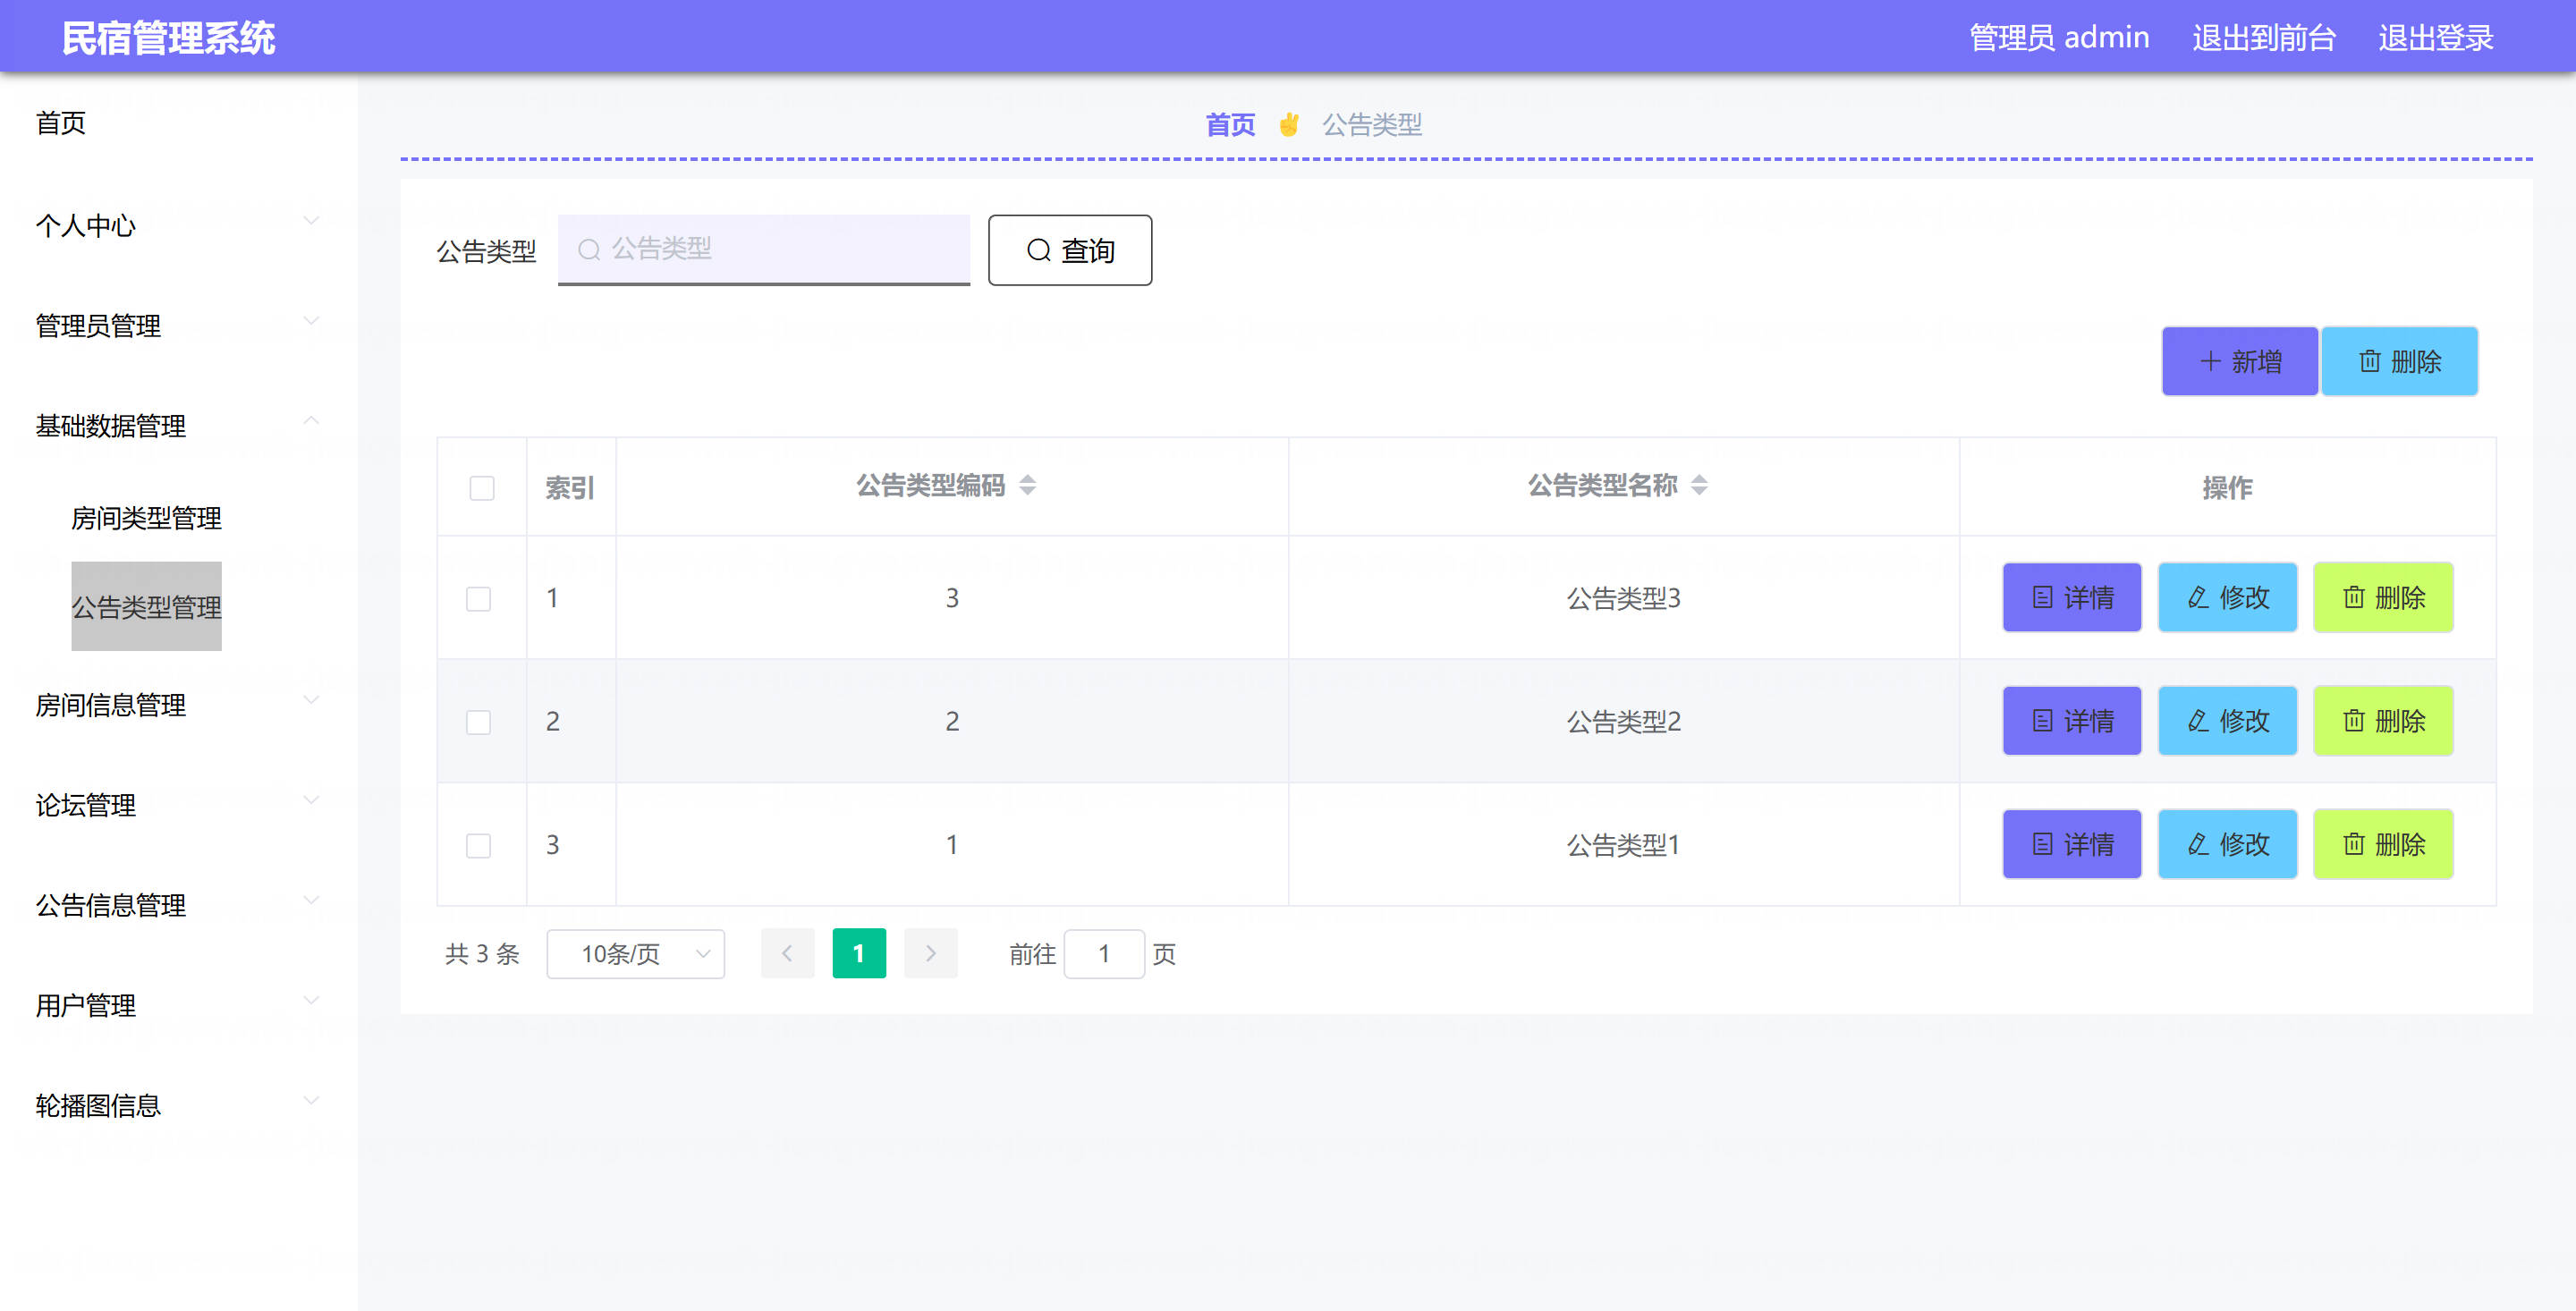 民宿管理系统
管理员 admin 退出到前台 退出登录
首页
个人中心
管理员管理
基础数据管理
房间类型管理
公告类型管理
房间信息管理
论坛管理
公告信息管理
用户管理
轮播图信息
首页 公告类型
公告类型 公告类型 查询
新增 删除
索引 公告类型编码 公告类型名称 操作
1 3 公告类型3 详情 修改 删除
2 2 公告类型2 详情 修改 删除
3 1 公告类型1 详情 修改 删除
共 3 条 10条/页 1 前往 1 页